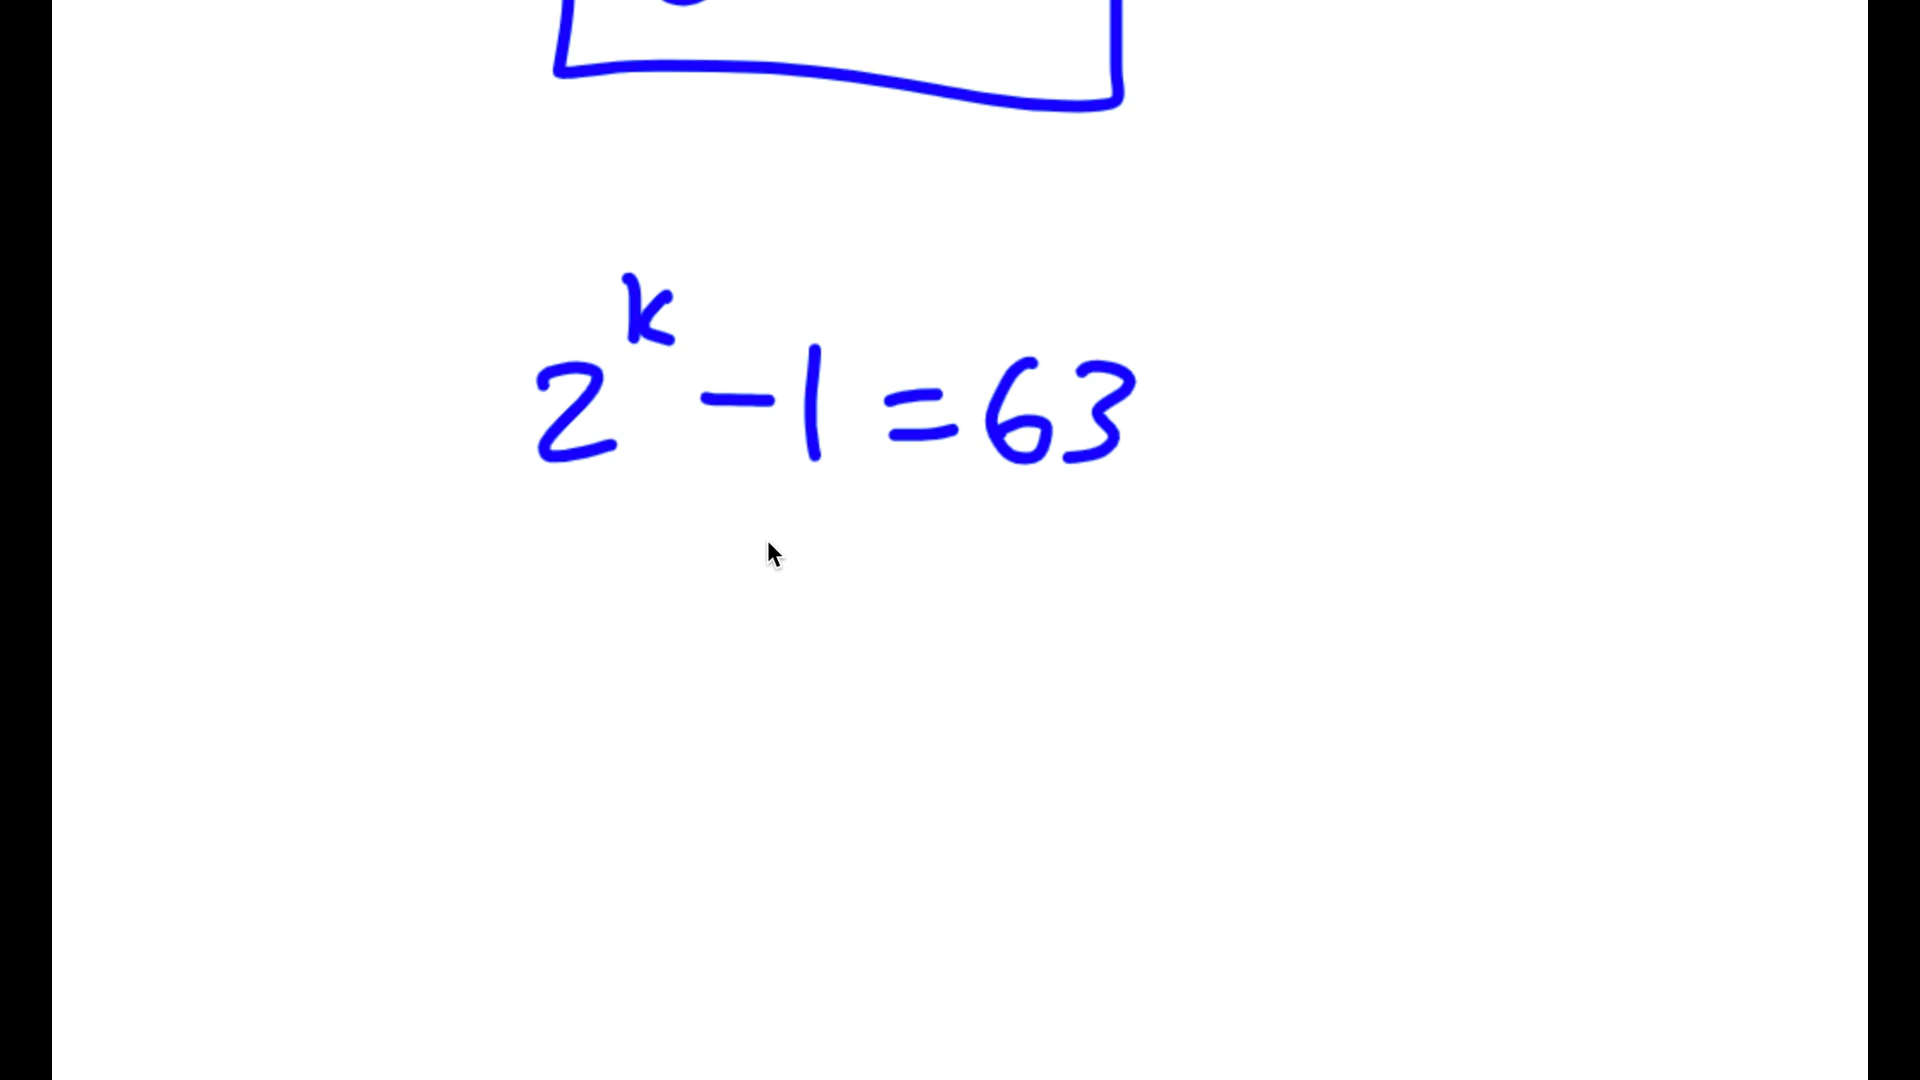 2^k - 1 = 63